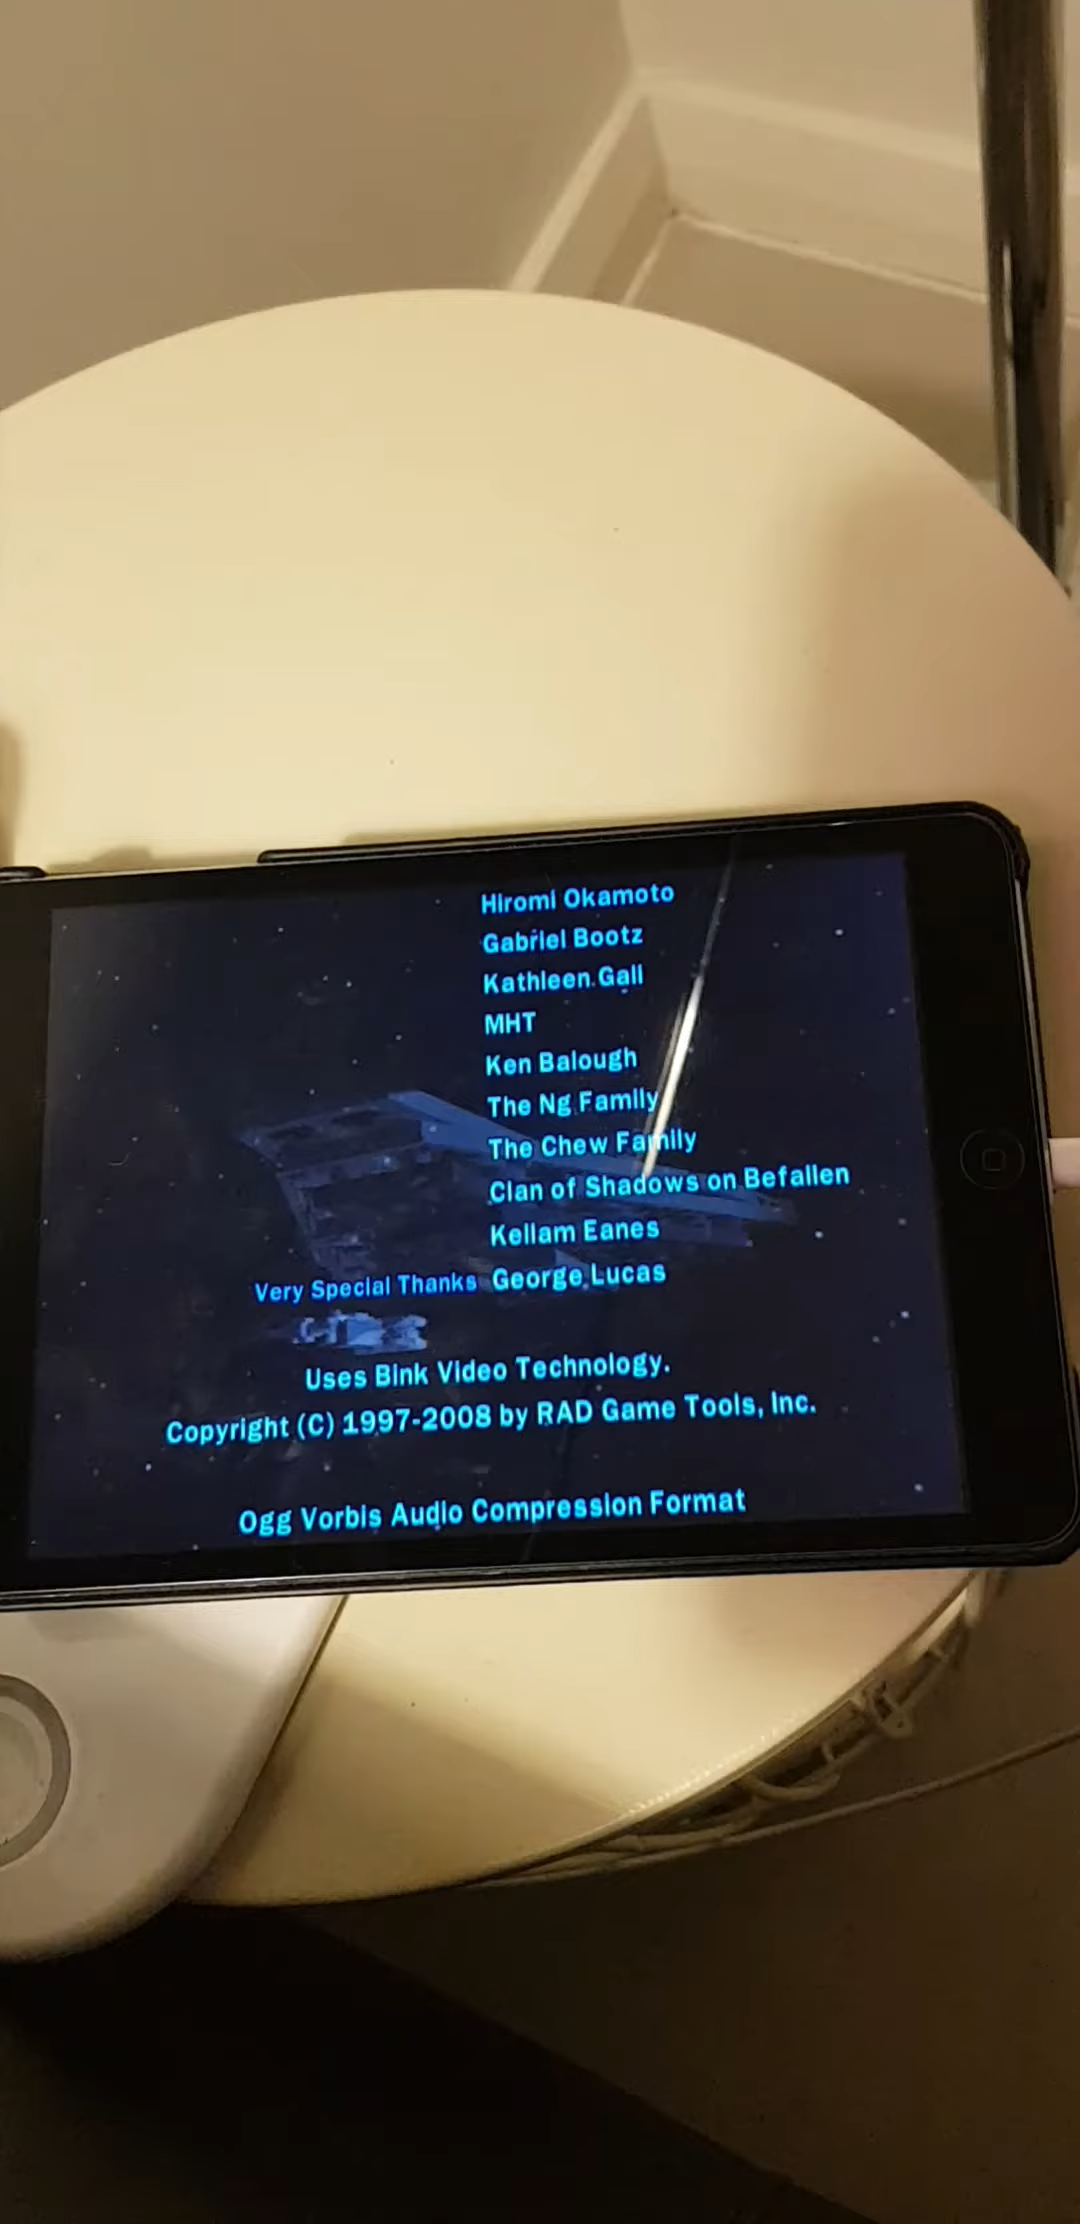 Hiromi Okamoto
Gabriel Bootz
Kathleen Gall
MHT
Ken Balough
The Ng Family
The Chew Family
Clan of Shadows on Befallen
Kellam Eanes
Very Special Thanks George Lucas
Uses Bink Video Technology.
Copyright (C) 1997-2008 by RAD Game Tools, Inc.
Ogg Vorbis Audio Compression Format